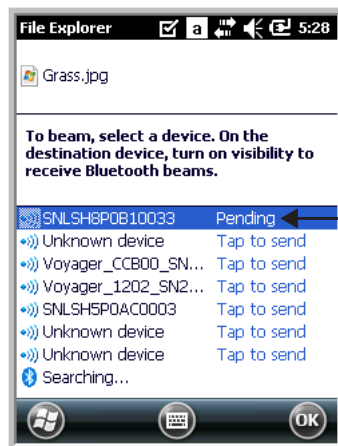 File Explorer a 5:28
Grass.jpg
To beam, select a device. On the
destination device, turn on visibility to
receive Bluetooth beams.
SNLSH8P0B10033 Pending
Unknown device Tap to send
Voyager_CCB00_SN... Tap to send
Voyager_1202_SN2... Tap to send
SNLSH5P0AC0003 Tap to send
Unknown device Tap to send
Unknown device Tap to send
Searching...
OK